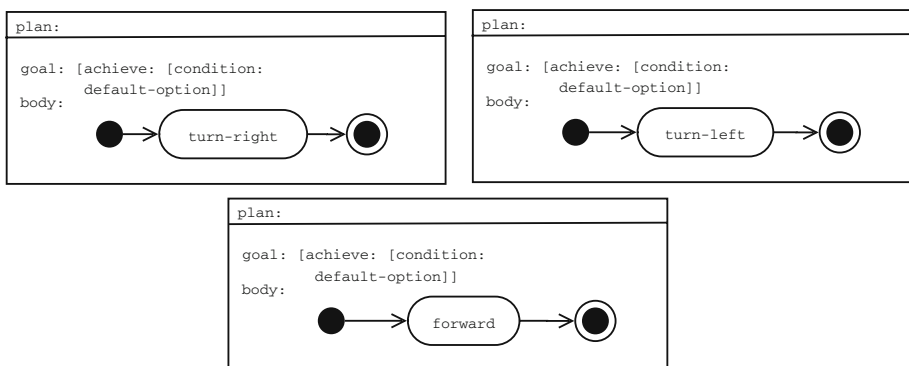 plan:
goal: [achieve: [condition:
default-option]]
body:
turn-right
plan:
goal: [achieve: [condition:
default-option]]
body:
turn-left
plan:
goal: [achieve: [condition:
default-option]]
body:
forward